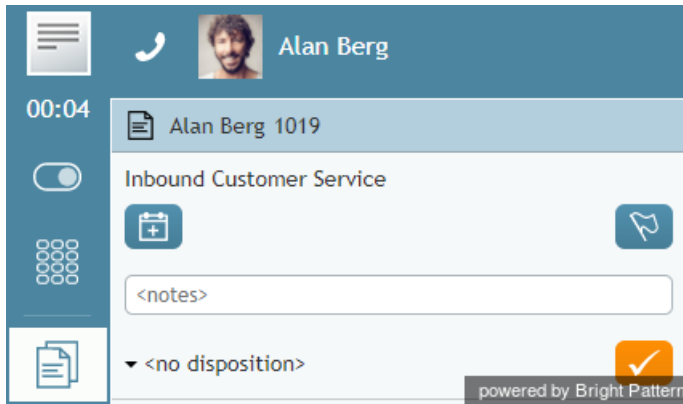 Alan Berg
00:04
Alan Berg 1019
Inbound Customer Service
<notes>
<no disposition>
powered by Bright Pattern